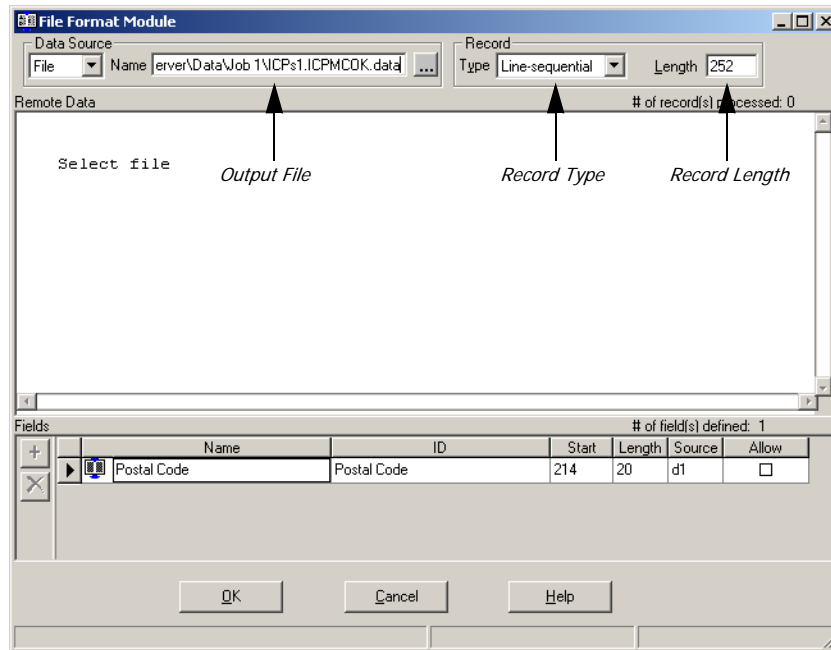 File Format Module
Data Source
Record
File Name erver\Data\Job 1\ICPs1.ICPMCOK.data ... Type Line-sequential Length 252
Remote Data # of record(s) processed: 0
Select file
Output File Record Type Record Length
Fields # of field(s) defined: 1
Name ID Start Length Source Allow
Postal Code Postal Code 214 20 d1
OK Cancel Help